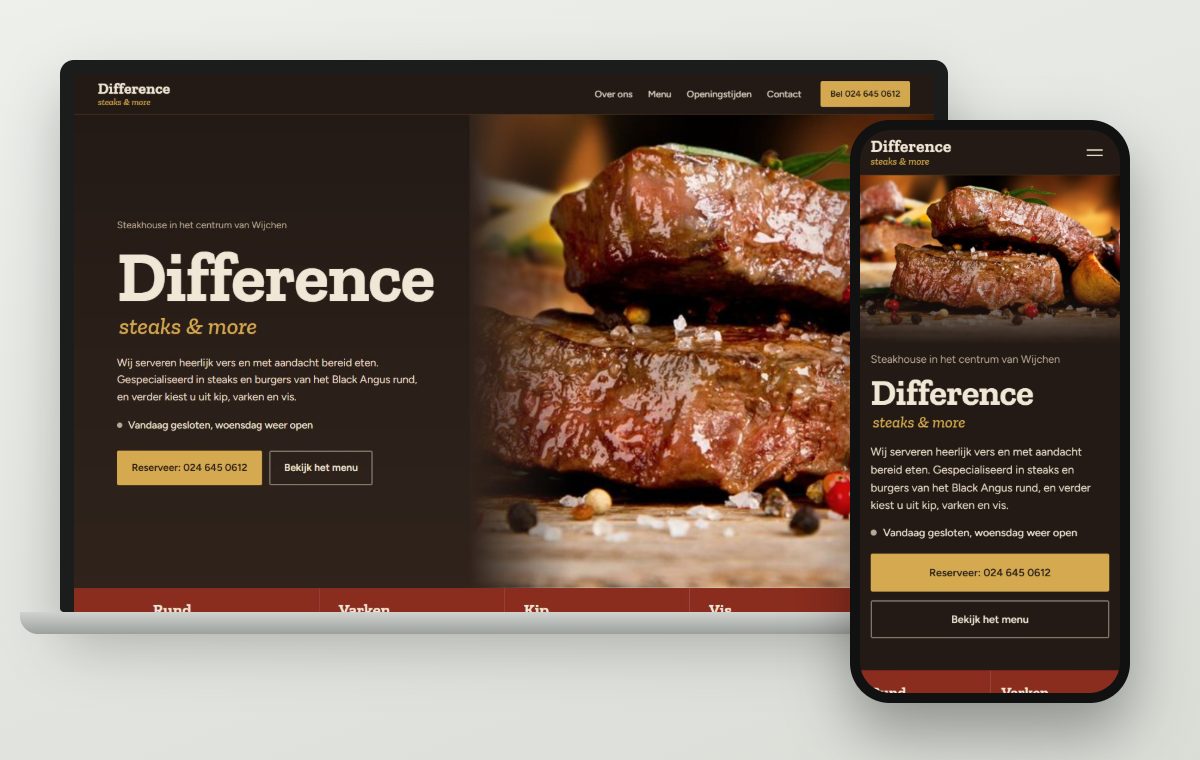 Difference
steaks & more
Over ons Menu Openingstijden Contact Bel 024 645 0612
Steakhouse in het centrum van Wijchen
Difference
steaks & more
Wij serveren heerlijk vers en met aandacht bereid eten.
Gespecialiseerd in steaks en burgers van het Black Angus rund,
en verder kiest u uit kip, varken en vis.
Vandaag gesloten, woensdag weer open
Reserveer: 024 645 0612 Bekijk het menu
Rund Varken Kip Vis
Difference
steaks & more
Steakhouse in het centrum van Wijchen
Difference
steaks & more
Wij serveren heerlijk vers en met aandacht
bereid eten. Gespecialiseerd in steaks en
burgers van het Black Angus rund, en verder
kiest u uit kip, varken en vis.
Vandaag gesloten, woensdag weer open
Reserveer: 024 645 0612
Bekijk het menu
Rund Varken